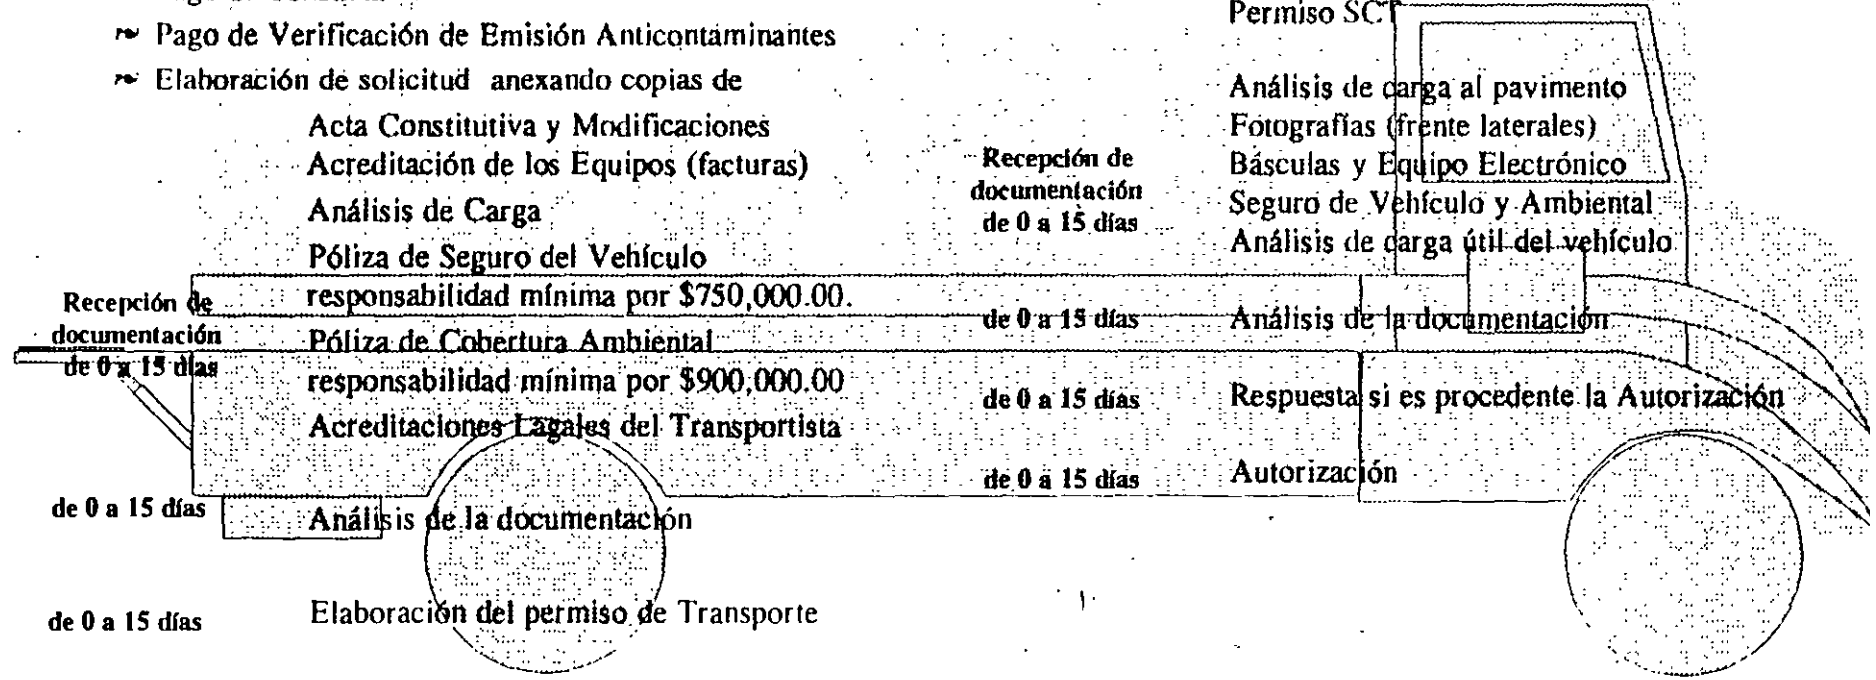 Pago de Verificación de Emisión Anticontaminantes
Elaboración de solicitud anexando copias de
Acta Constitutiva y Modificaciones
Acreditación de los Equipos (facturas)
Análisis de Carga
Póliza de Seguro del Vehículo
responsabilidad mínima por $750,000.00.
Recepción de
documentación
de 0 a 15 días
Póliza de Cobertura Ambiental
responsabilidad mínima por $900,000.00
Acreditaciones Lagales del Transportista
de 0 a 15 días
Análisis de la documentación
de 0 a 15 días
Elaboración del permiso de Transporte
Permiso SCT
Análisis de carga al pavimento
Fotografías (frente laterales)
Básculas y Equipo Electrónico
Seguro de Vehículo y Ambiental
Análisis de carga útil del vehículo
Recepción de
documentación
de 0 a 15 días
de 0 a 15 días
Análisis de la documentación
de 0 a 15 días
Respuesta si es procedente la Autorización
de 0 a 15 días
Autorización